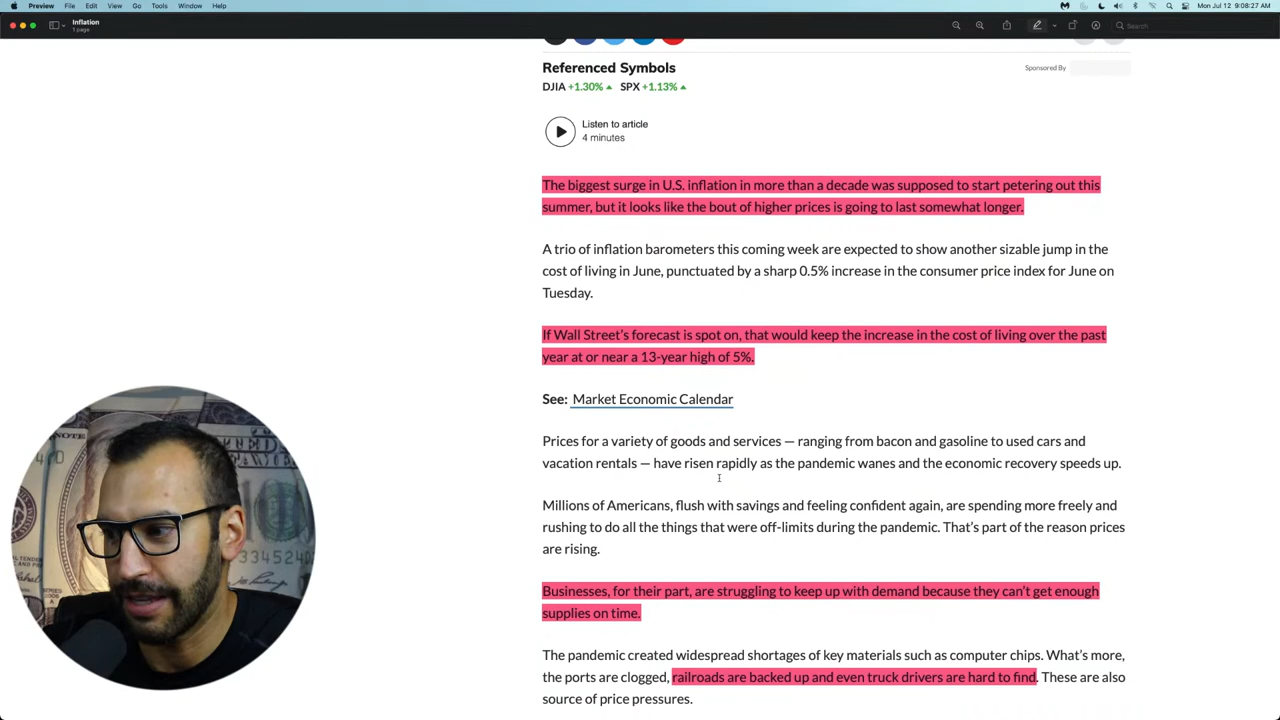 Preview File Edit View Go Tools Window Help
Mon Jul 12 9:08:27 AM
Inflation
1 page
Search
Referenced Symbols
Sponsored By
DJIA +1.30% SPX +1.13%
Listen to article
4 minutes
The biggest surge in U.S. inflation in more than a decade was supposed to start petering out this
summer, but it looks like the bout of higher prices is going to last somewhat longer.
A trio of inflation barometers this coming week are expected to show another sizable jump in the
cost of living in June, punctuated by a sharp 0.5% increase in the consumer price index for June on
Tuesday.
If Wall Street's forecast is spot on, that would keep the increase in the cost of living over the past
year at or near a 13-year high of 5%.
See: Market Economic Calendar
Prices for a variety of goods and services — ranging from bacon and gasoline to used cars and
vacation rentals — have risen rapidly as the pandemic wanes and the economic recovery speeds up.
Millions of Americans, flush with savings and feeling confident again, are spending more freely and
rushing to do all the things that were off-limits during the pandemic. That's part of the reason prices
are rising.
NOTE
33452
Businesses, for their part, are struggling to keep up with demand because they can't get enough
supplies on time.
The pandemic created widespread shortages of key materials such as computer chips. What's more,
the ports are clogged, railroads are backed up and even truck drivers are hard to find. These are also
source of price pressures.